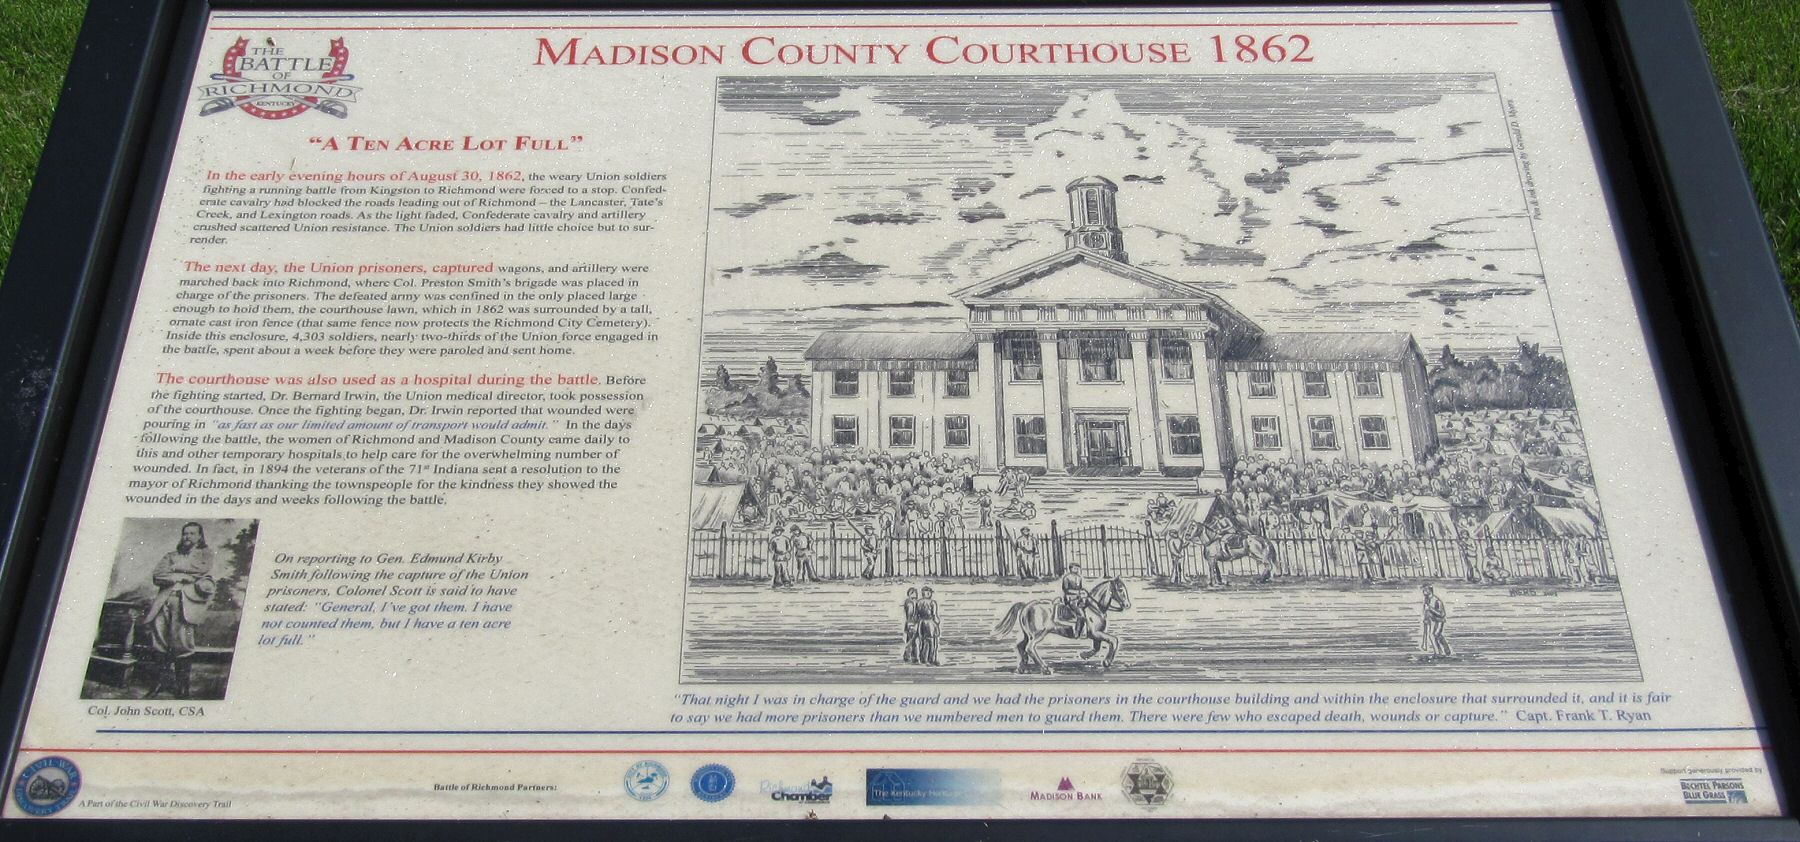 THE
BATTLE
OF
RICHMOND
KENTUCKY
MADISON COUNTY COURTHOUSE 1862
"A TEN ACRE LOT FULL"
In the early evening hours of August 30, 1862, the weary Union soldiers
fighting a running battle from Kingston to Richmond were forced to a stop. Confed-
erate cavalry had blocked the roads leading out of Richmond – the Lancaster, Tate's
Creek, and Lexington roads. As the light faded, Confederate cavalry and artillery
crushed scattered Union resistance. The Union soldiers had little choice but to sur-
render.
The next day, the Union prisoners, captured wagons, and artillery were
marched back into Richmond, where Col. Preston Smith's brigade was placed in
charge of the prisoners. The defeated army was confined in the only placed large
enough to hold them, the courthouse lawn, which in 1862 was surrounded by a tall,
ornate cast iron fence (that same fence now protects the Richmond City Cemetery).
Inside this enclosure, 4,303 soldiers, nearly two-thirds of the Union force engaged in
the battle, spent about a week before they were paroled and sent home.
The courthouse was also used as a hospital during the battle. Before
the fighting started, Dr. Bernard Irwin, the Union medical director, took possession
of the courthouse. Once the fighting began, Dr. Irwin reported that wounded were
pouring in "as fast as our limited amount of transport would admit." In the days
following the battle, the women of Richmond and Madison County came daily to
this and other temporary hospitals to help care for the overwhelming number of
wounded. In fact, in 1894 the veterans of the 71st Indiana sent a resolution to the
mayor of Richmond thanking the townspeople for the kindness they showed the
wounded in the days and weeks following the battle.
On reporting to Gen. Edmund Kirby
Smith following the capture of the Union
prisoners, Colonel Scott is said to have
stated: "General, I've got them. I have
not counted them, but I have a ten acre
lot full."
Col. John Scott, CSA
Pen & ink drawing by Gerald D. Myers
"That night I was in charge of the guard and we had the prisoners in the courthouse building and within the enclosure that surrounded it, and it is fair
to say we had more prisoners than we numbered men to guard them. There were few who escaped death, wounds or capture." Capt. Frank T. Ryan
CIVIL WAR
A Part of the Civil War Discovery Trail
Battle of Richmond Partners:
Richmond
Chamber
The Kentucky Heritage
MADISON BANK
Support generously provided by
BECHTEL PARSONS
BLUE GRASS